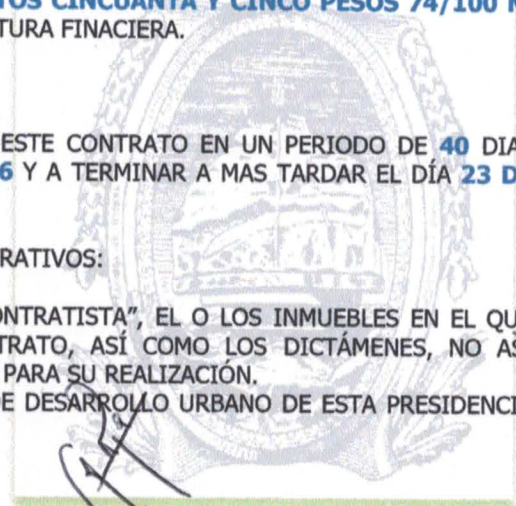 TOS CINCUANTA Y CINCO PESOS 74/100
TURA FINACIERA.
ESTE CONTRATO EN UN PERIODO DE 40 DIA
6 Y A TERMINAR A MAS TARDAR EL DÍA 23 D
RATIVOS:
ONTRATISTA", EL O LOS INMUEBLES EN EL QU
TRATO, ASÍ COMO LOS DICTÁMENES, NO AS
PARA SU REALIZACIÓN.
E DESARROLLO URBANO DE ESTA PRESIDENCI